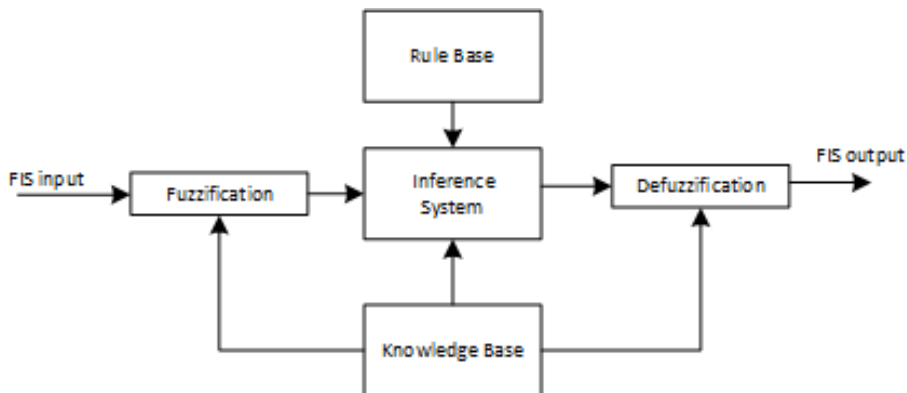 Rule Base
FIS input
Fuzzification
Inference
System
Defuzzification
FIS output
Knowledge Base